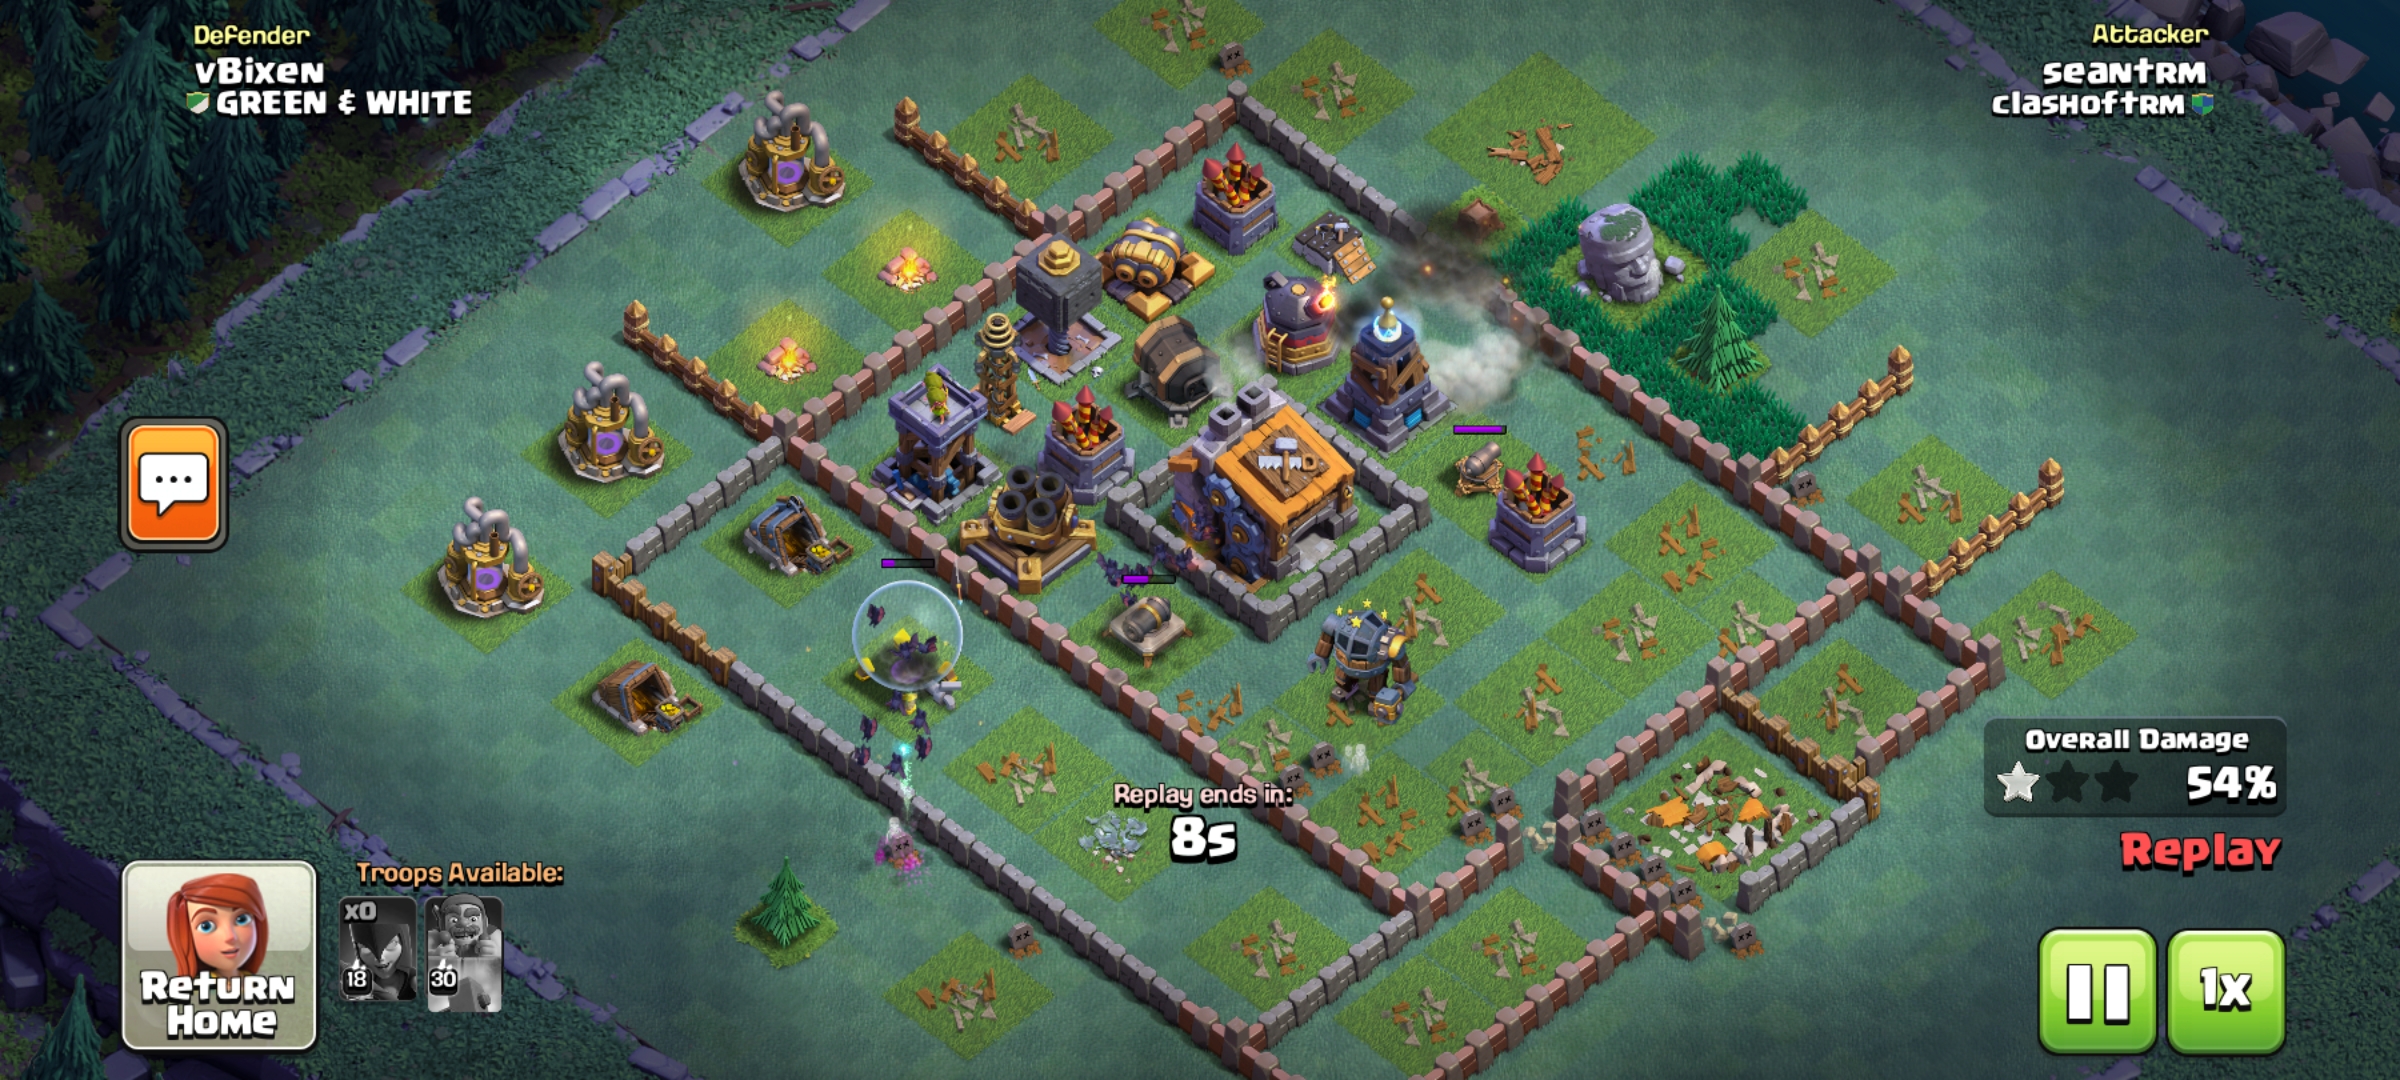 Defender
vBixen
GREEN & WHITE
Attacker
seantrm
clashoftrm
Replay ends in:
8s
Overall Damage
54%
Replay
Troops Available:
x0
18
30
Return
Home
1x